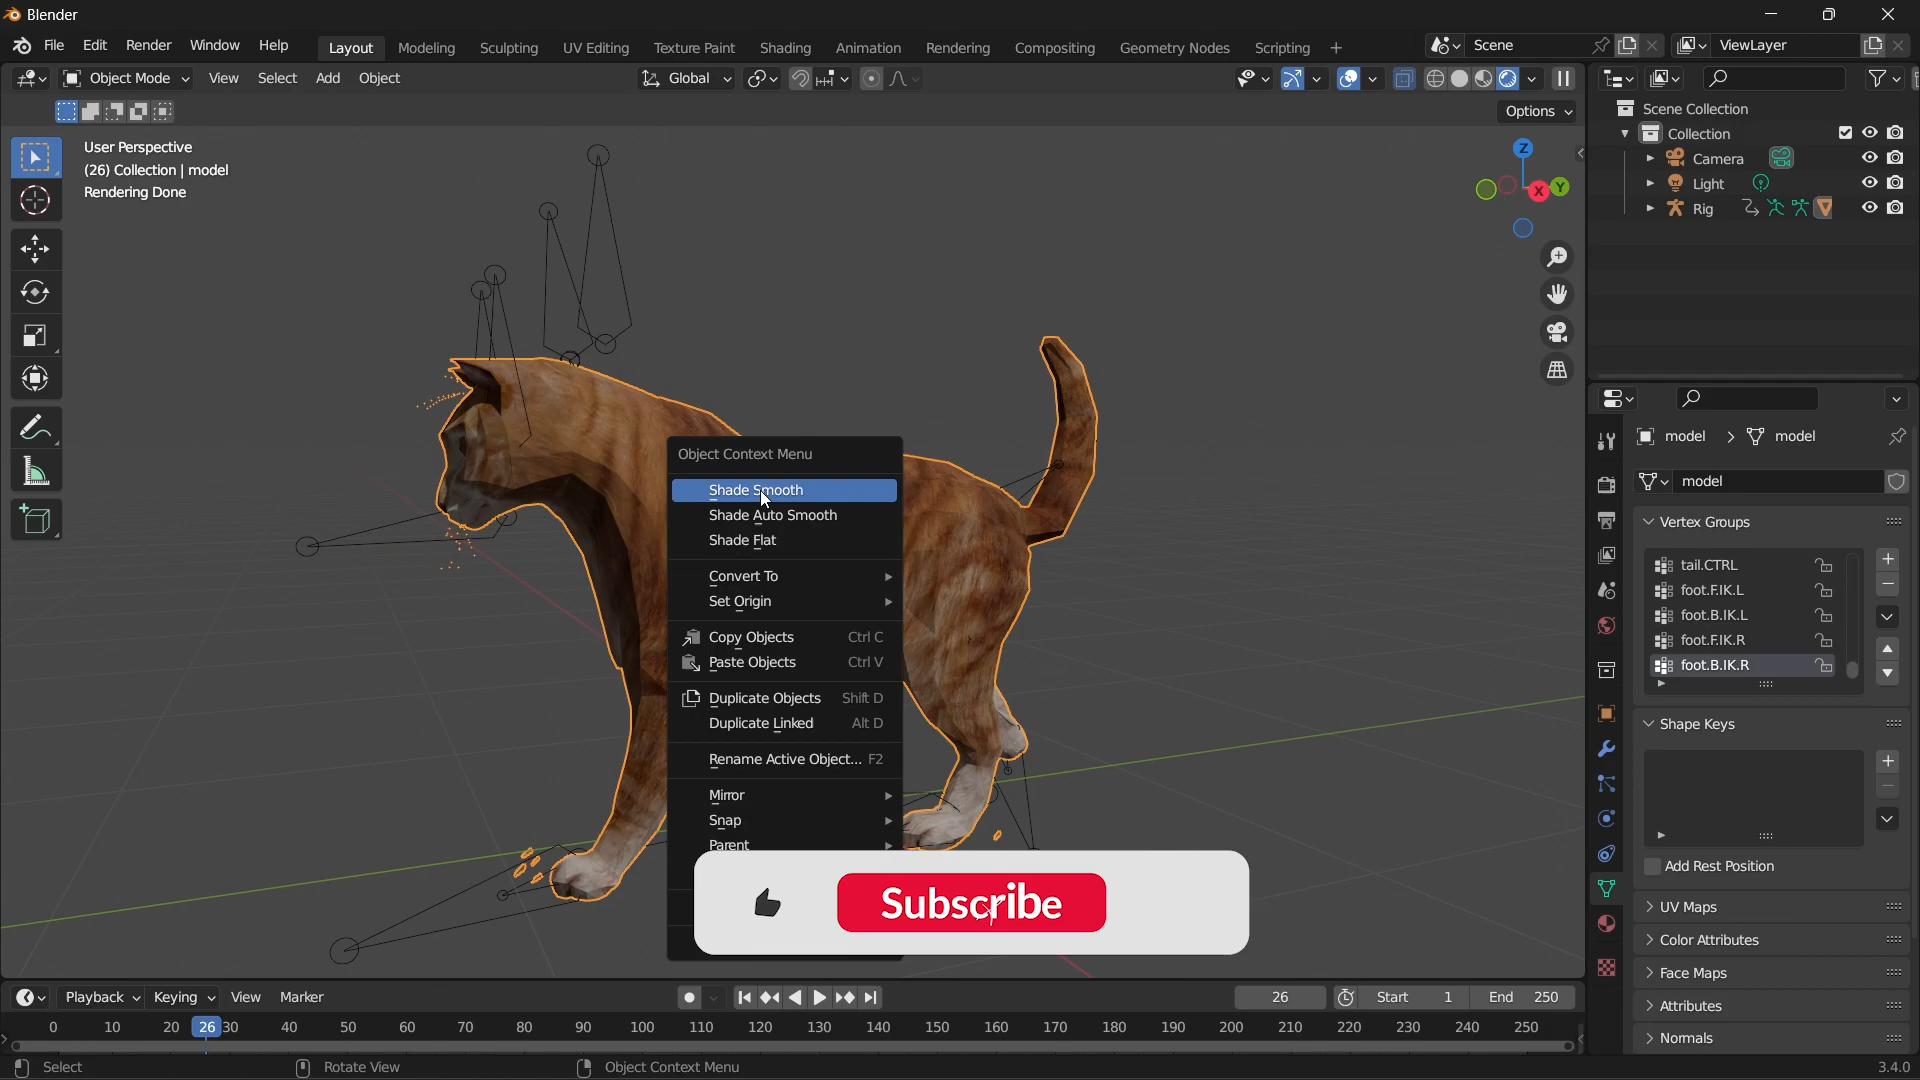 Blender
File Edit Render Window Help Layout Modeling Sculpting UV Editing Texture Paint Shading Animation Rendering Compositing Geometry Nodes Scripting + Scene ViewLayer
Object Mode View Select Add Object Global
Options
User Perspective
(26) Collection | model
Rendering Done
Z
X Y
Scene Collection
Collection
Camera
Light
Rig
Object Context Menu
Shade Smooth
Shade Auto Smooth
Shade Flat
Convert To
Set Origin
Copy Objects Ctrl C
Paste Objects Ctrl V
Duplicate Objects Shift D
Duplicate Linked Alt D
Rename Active Object... F2
Mirror
Snap
Parent
Subscribe
model > model
model
Vertex Groups
tail.CTRL
foot.F.IK.L
foot.B.IK.L
foot.F.IK.R
foot.B.IK.R
Shape Keys
Add Rest Position
UV Maps
Color Attributes
Face Maps
Attributes
Normals
Playback Keying View Marker 26 Start 1 End 250
0 10 20 26 30 40 50 60 70 80 90 100 110 120 130 140 150 160 170 180 190 200 210 220 230 240 250
Select Rotate View Object Context Menu 3.4.0